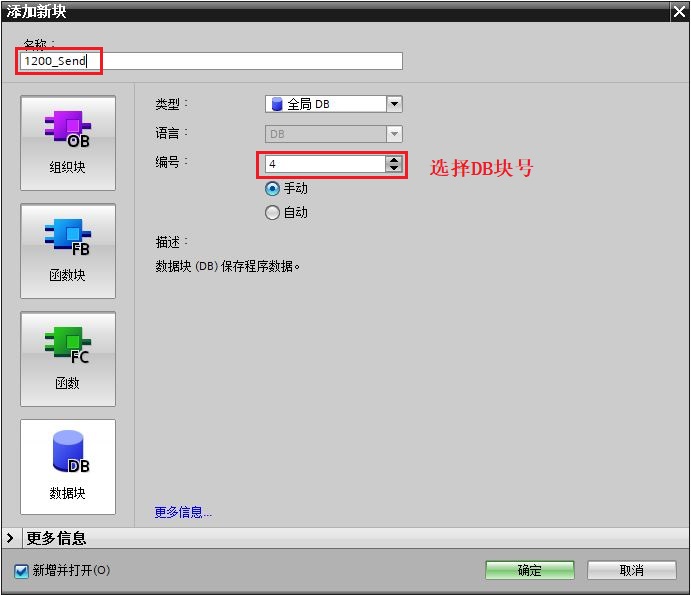 添加新块
名称：
1200_Send
OB
组织块
FB
函数块
FC
函数
DB
数据块
类型：
全局 DB
语言：
DB
编号：
4
选择DB块号
手动
自动
描述：
数据块 (DB) 保存程序数据。
更多信息...
更多信息
新增并打开(O)
确定
取消